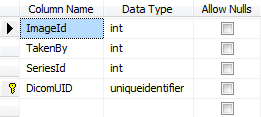 Column Name Data Type Allow Nulls
ImageId int
TakenBy int
SeriesId int
DicomUID uniqueidentifier